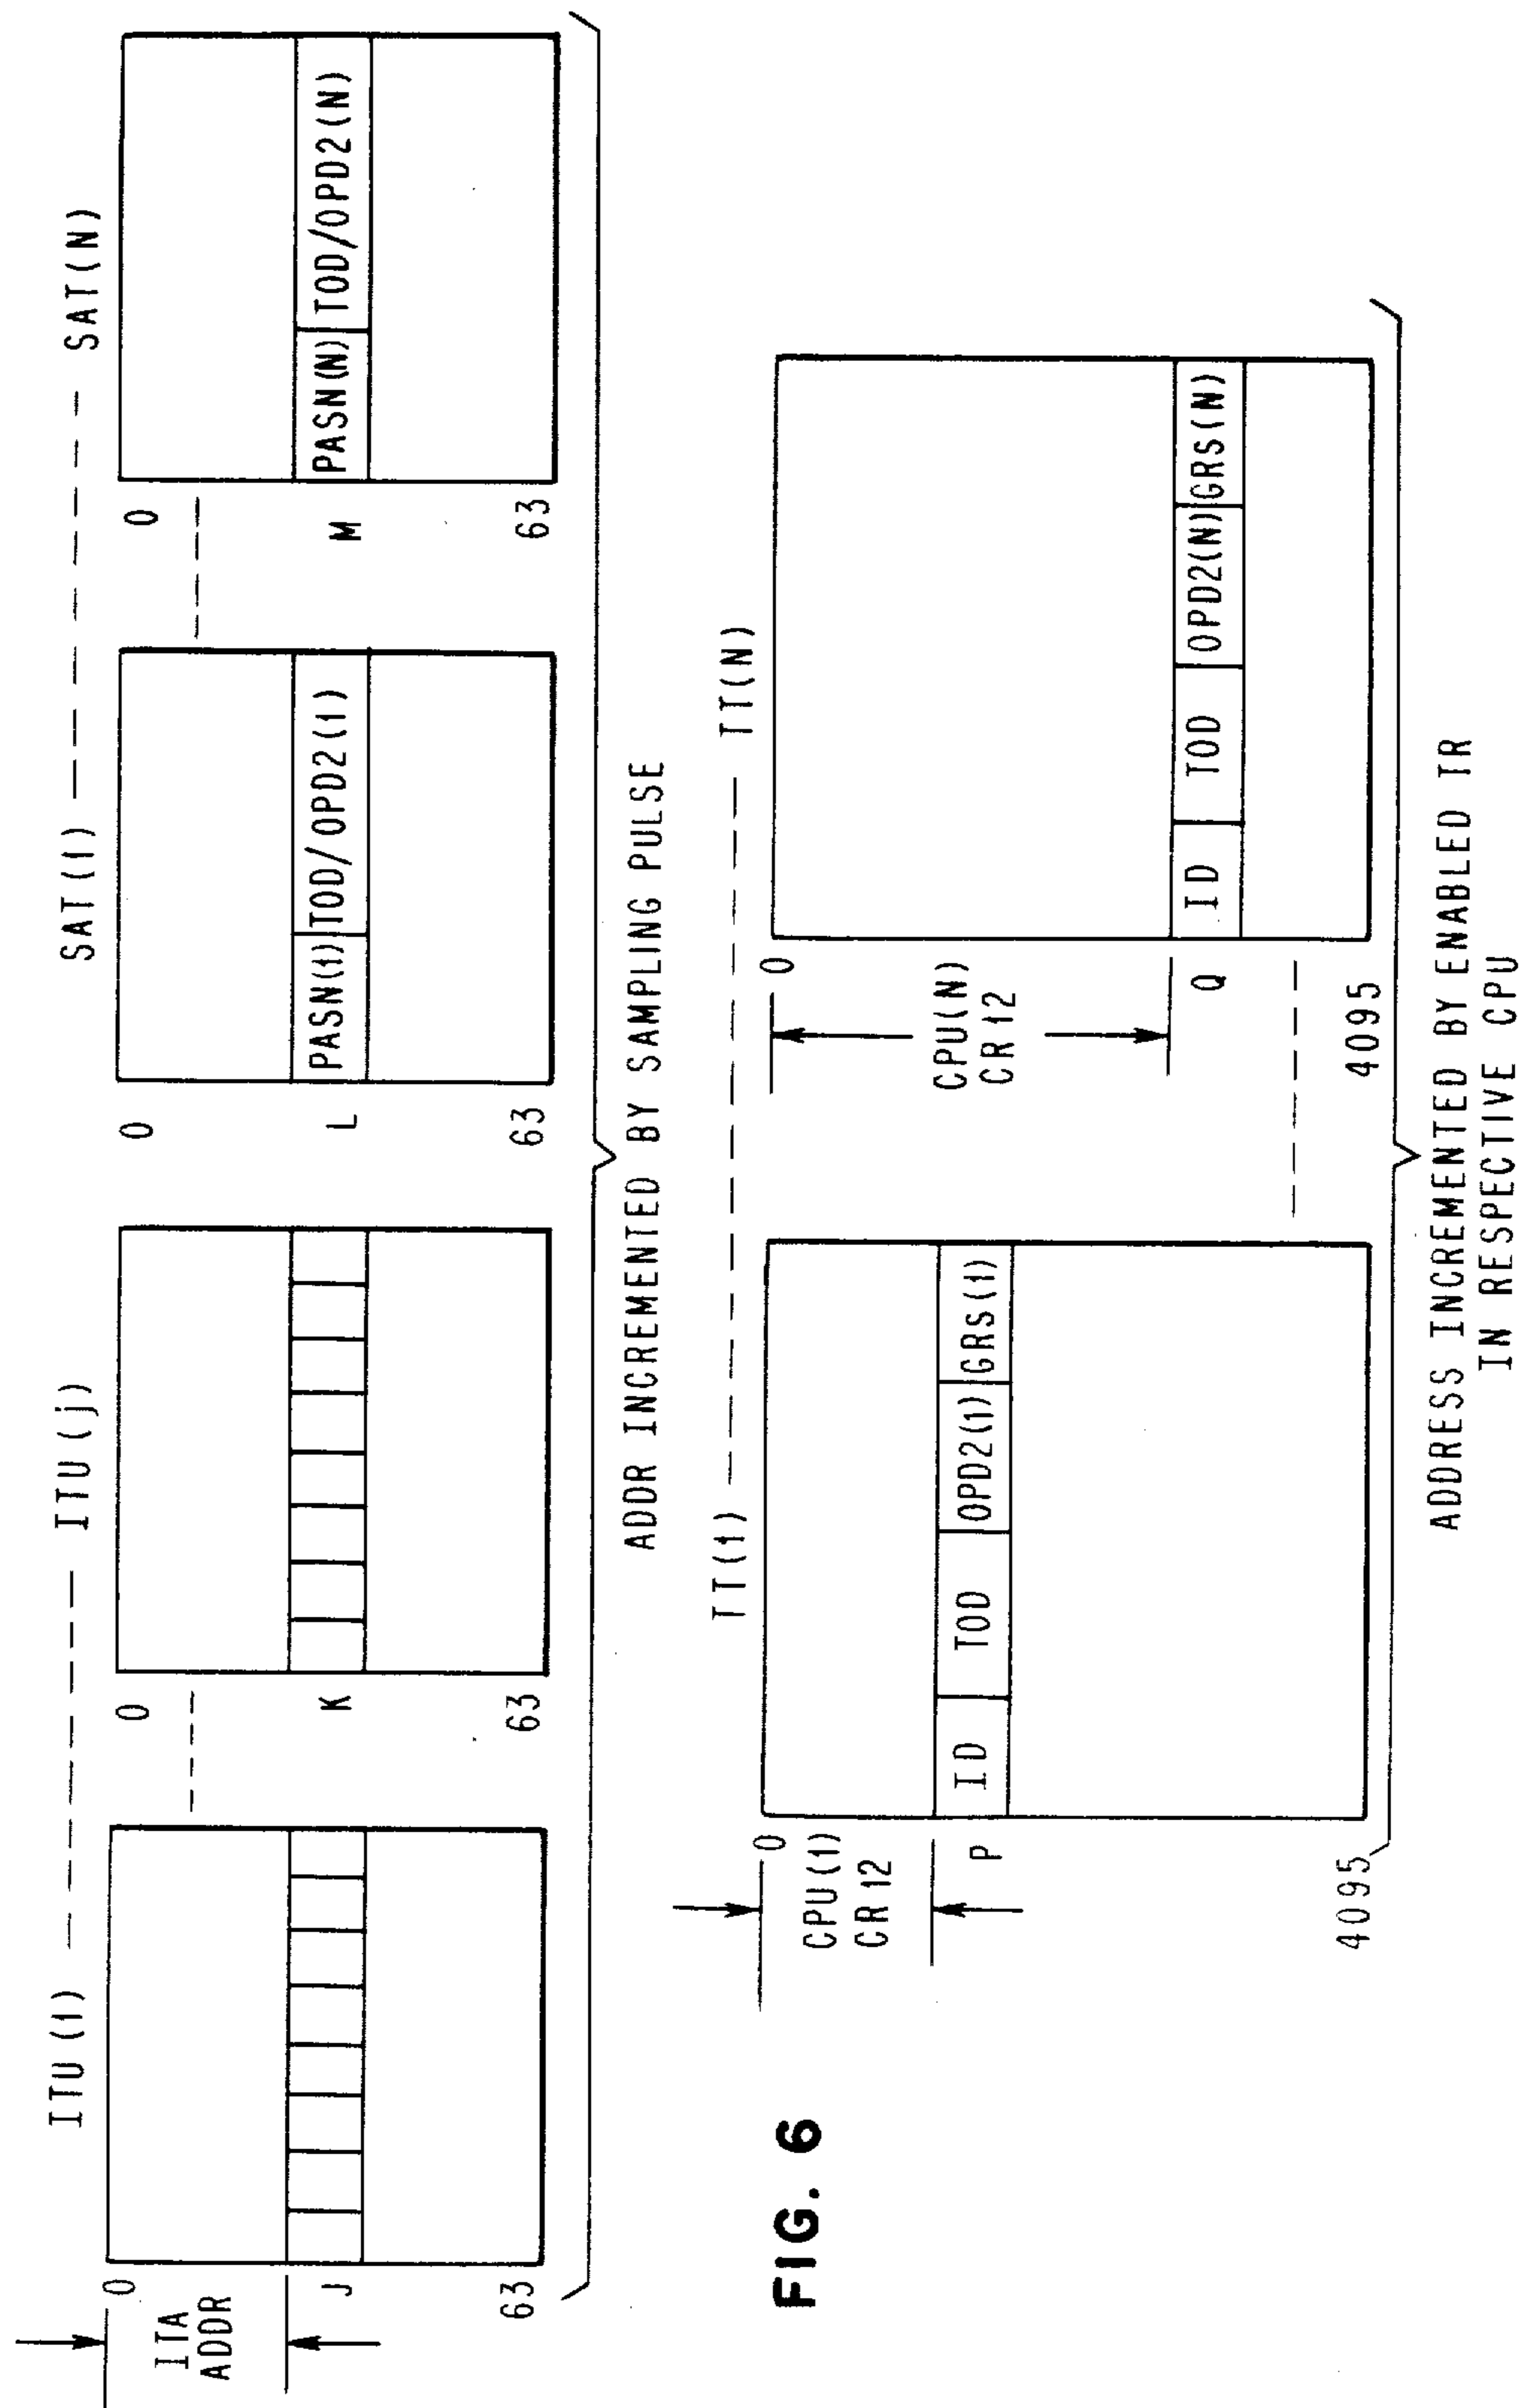 ITU(1) ITU(j) SAT(1) SAT(N)
0 0 0 0
ITA
ADDR
J K L PASN(1) TOD/OPD2(1) M PASN(N) TOD/OPD2(N)
63 63 63 63
ADDR INCREMENTED BY SAMPLING PULSE
FIG. 6
TT(1) TT(N)
0 0
CPU(1)
CR12
CPU(N)
CR12
P ID TOD OPD2(1) GRS(1)
Q ID TOD OPD2(N) GRS(N)
4095 4095
ADDRESS INCREMENTED BY ENABLED TR
IN RESPECTIVE CPU